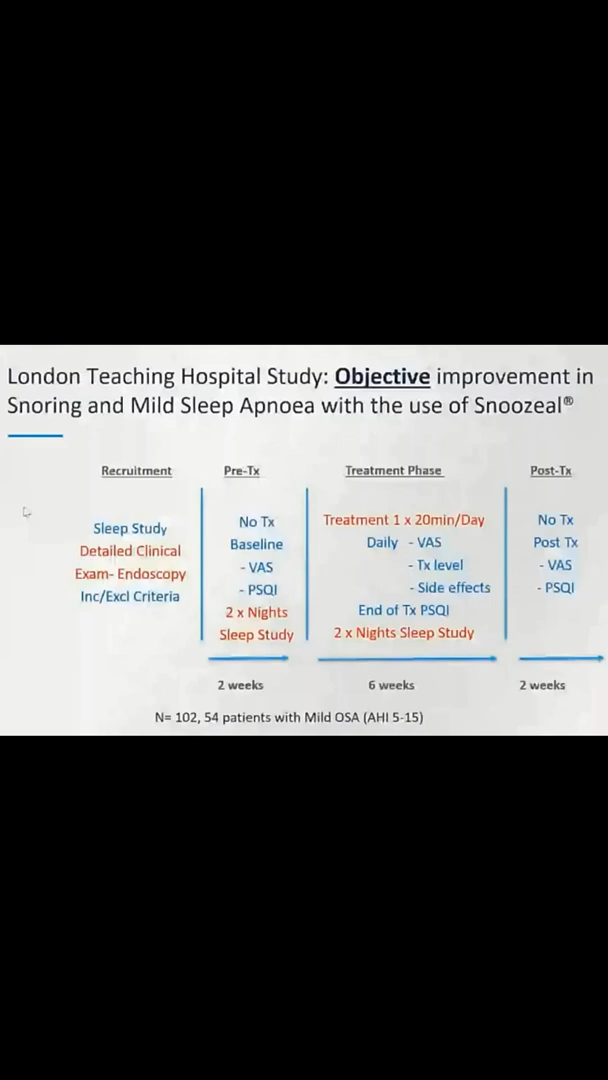 London Teaching Hospital Study: Objective improvement in
Snoring and Mild Sleep Apnoea with the use of Snoozeal®
Recruitment
Sleep Study
Detailed Clinical
Exam- Endoscopy
Inc/Excl Criteria
Pre-Tx
No Tx
Baseline
- VAS
- PSQI
2 x Nights
Sleep Study
2 weeks
Treatment Phase
Treatment 1 x 20min/Day
Daily - VAS
- Tx level
- Side effects
End of Tx PSQI
2 x Nights Sleep Study
6 weeks
Post-Tx
No Tx
Post Tx
- VAS
- PSQI
2 weeks
N= 102, 54 patients with Mild OSA (AHI 5-15)